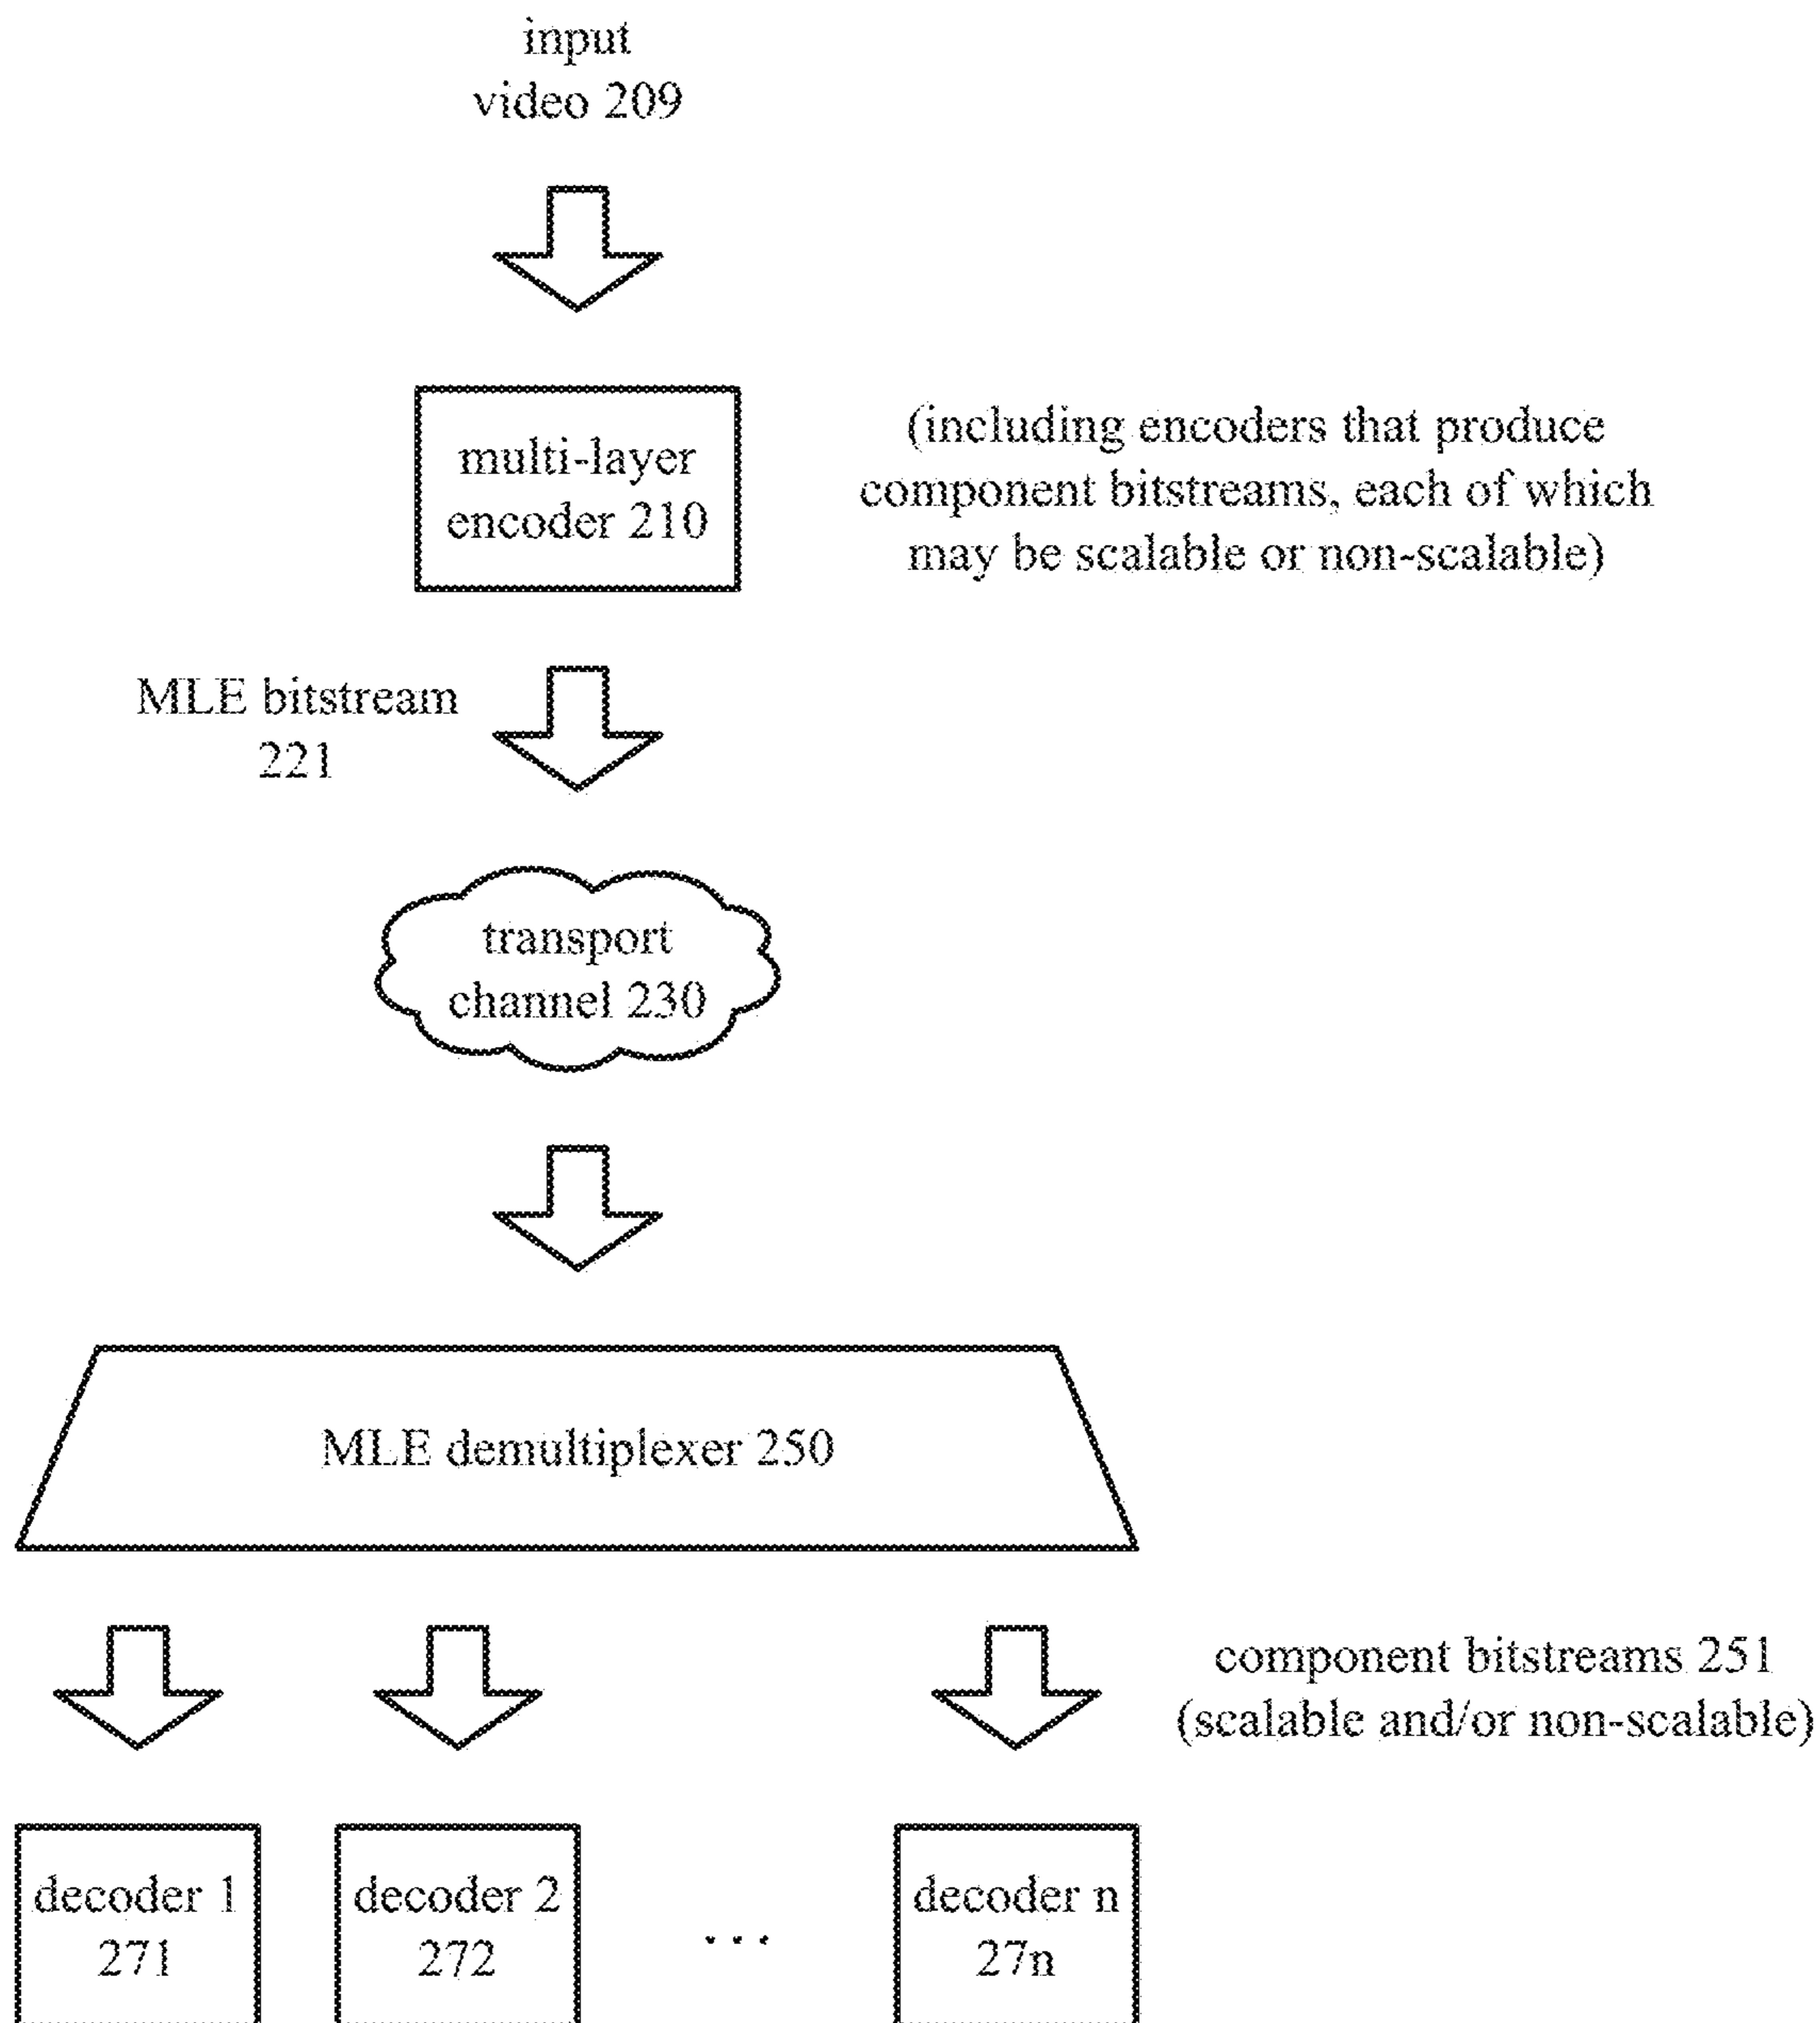 input
video 209
multi-layer
encoder 210
(including encoders that produce
component bitstreams, each of which
may be scalable or non-scalable)
MLE bitstream
221
transport
channel 230
MLE demultiplexer 250
component bitstreams 251
(scalable and/or non-scalable)
decoder 1
271
decoder 2
272
...
decoder n
27n